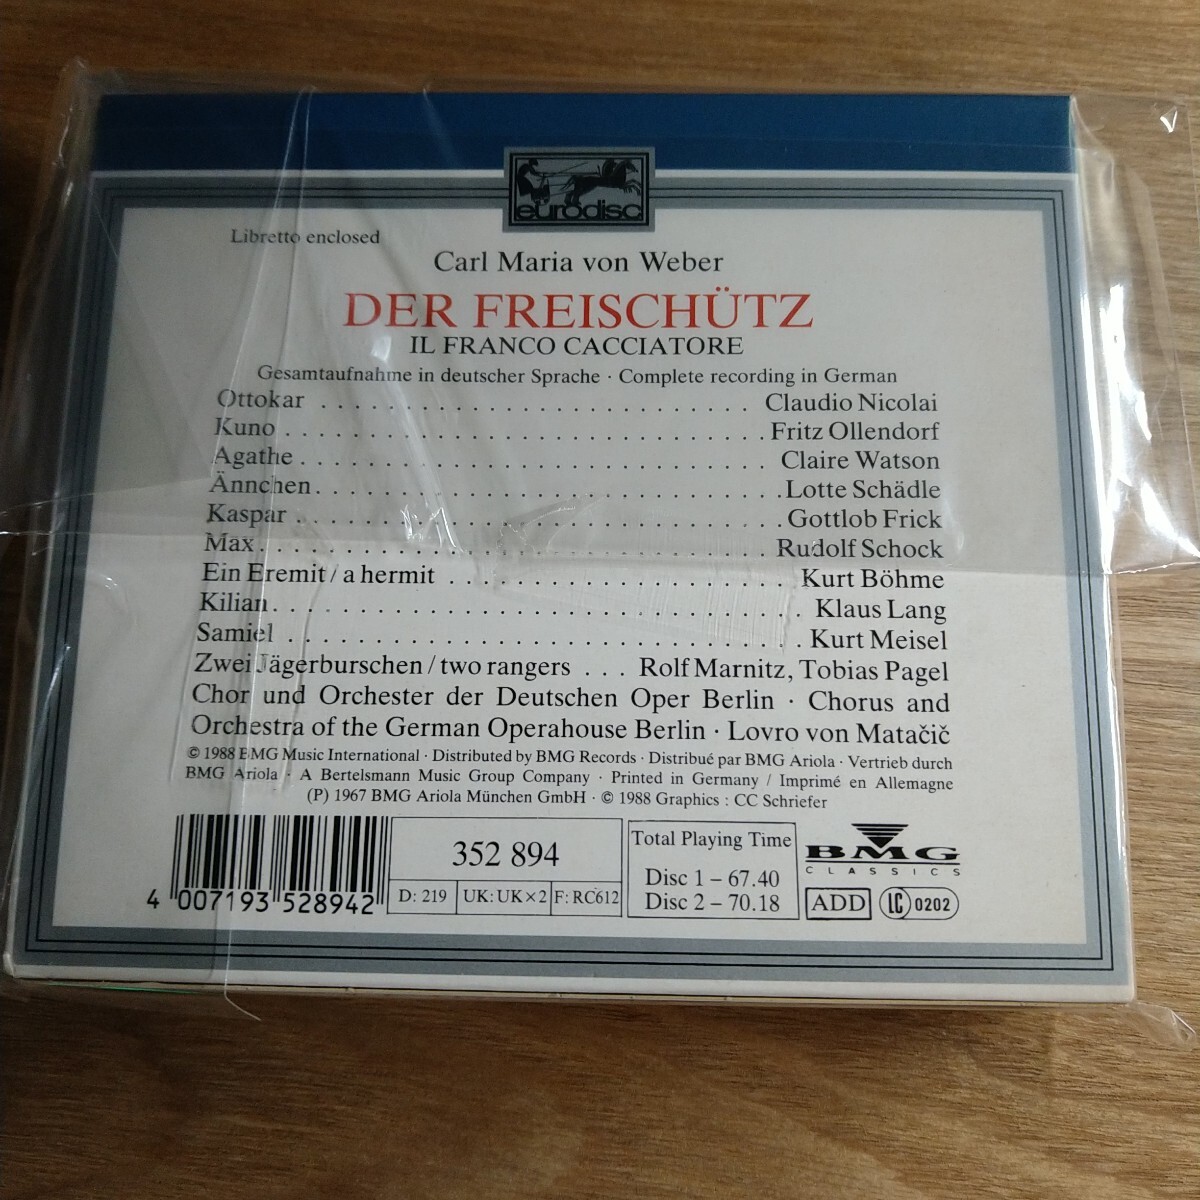 eurodisc
Libretto enclosed
Carl Maria von Weber
DER FREISCHÜTZ
IL FRANCO CACCIATORE
Gesamtaufnahme in deutscher Sprache · Complete recording in German
Ottokar . . . . . . . . . . . . . . . . . . . . . . . . . . . Claudio Nicolai
Kuno . . . . . . . . . . . . . . . . . . . . . . . . . . . . . . Fritz Ollendorf
Agathe . . . . . . . . . . . . . . . . . . . . . . . . . . . . . Claire Watson
Ännchen . . . . . . . . . . . . . . . . . . . . . . . . . . . . . Lotte Schädle
Kaspar . . . . . . . . . . . . . . . . . . . . . . . . . . . . . . Gottlob Frick
Max . . . . . . . . . . . . . . . . . . . . . . . . . . . . . . . . Rudolf Schock
Ein Eremit / a hermit . . . . . . . . . . . . . . . . . . . . . . Kurt Böhme
Kilian . . . . . . . . . . . . . . . . . . . . . . . . . . . . . . . . . Klaus Lang
Samiel . . . . . . . . . . . . . . . . . . . . . . . . . . . . . . . . Kurt Meisel
Zwei Jägerburschen / two rangers . . . Rolf Marnitz, Tobias Pagel
Chor und Orchester der Deutschen Oper Berlin · Chorus and
Orchestra of the German Operahouse Berlin · Lovro von Matačić
© 1988 BMG Music International · Distributed by BMG Records · Distribué par BMG Ariola · Vertrieb durch
BMG Ariola · A Bertelsmann Music Group Company · Printed in Germany / Imprimé en Allemagne
(P) 1967 BMG Ariola München GmbH · © 1988 Graphics : CC Schriefer
4 007193 528942
352 894
D: 219 UK: UK×2 F: RC612
Total Playing Time
Disc 1 – 67.40
Disc 2 – 70.18
BMG
CLASSICS
ADD LC 0202